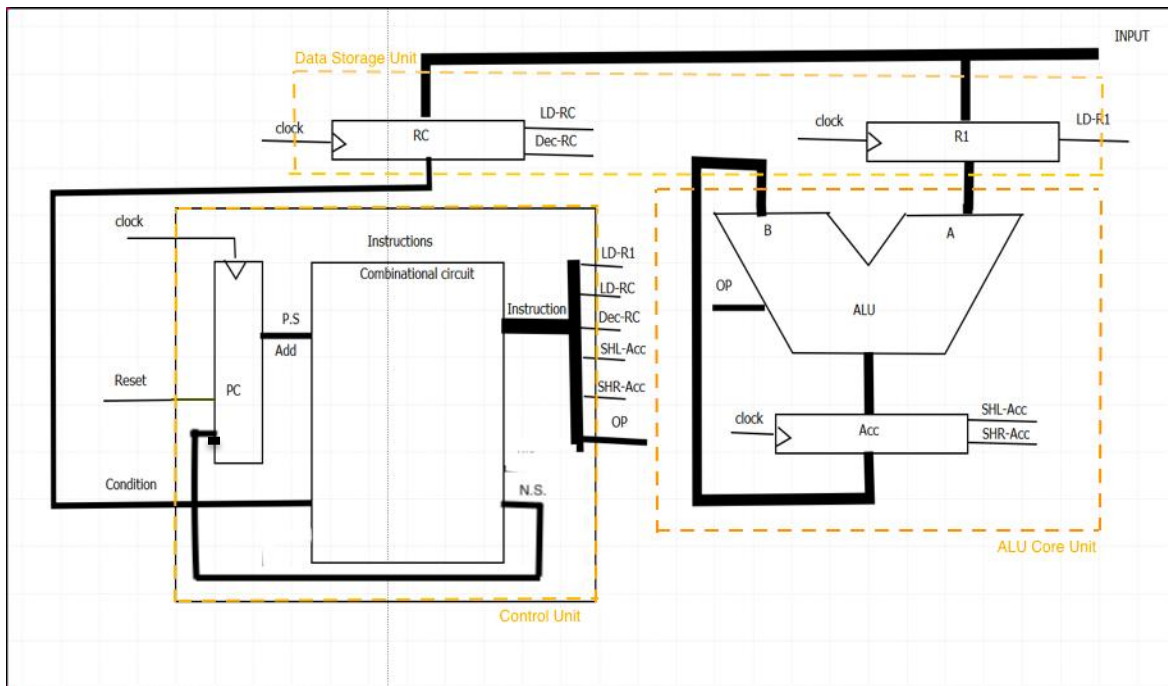 INPUT
Data Storage Unit
clock
RC
LD-RC
Dec-RC
clock
R1
LD-R1
clock
Instructions
Combinational circuit
P.S
Add
Reset
PC
Condition
Instruction
N.S.
LD-R1
LD-RC
Dec-RC
SHL-Acc
SHR-Acc
OP
Control Unit
B
A
OP
ALU
clock
Acc
SHL-Acc
SHR-Acc
ALU Core Unit